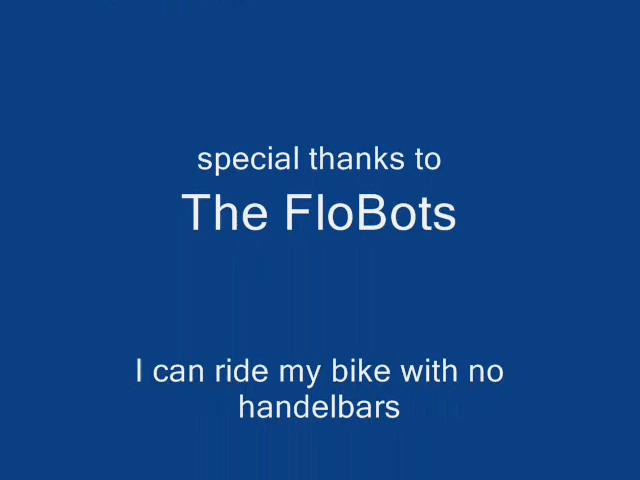 special thanks to
The FloBots
I can ride my bike with no
handelbars